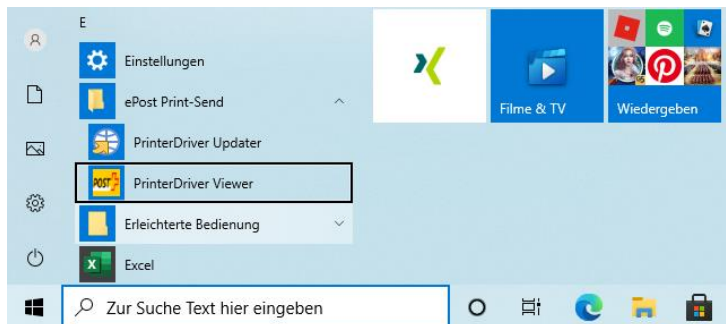 E
Einstellungen
ePost Print-Send
PrinterDriver Updater
POST
PrinterDriver Viewer
Erleichterte Bedienung
Excel
Filme & TV
Wiedergeben
Zur Suche Text hier eingeben